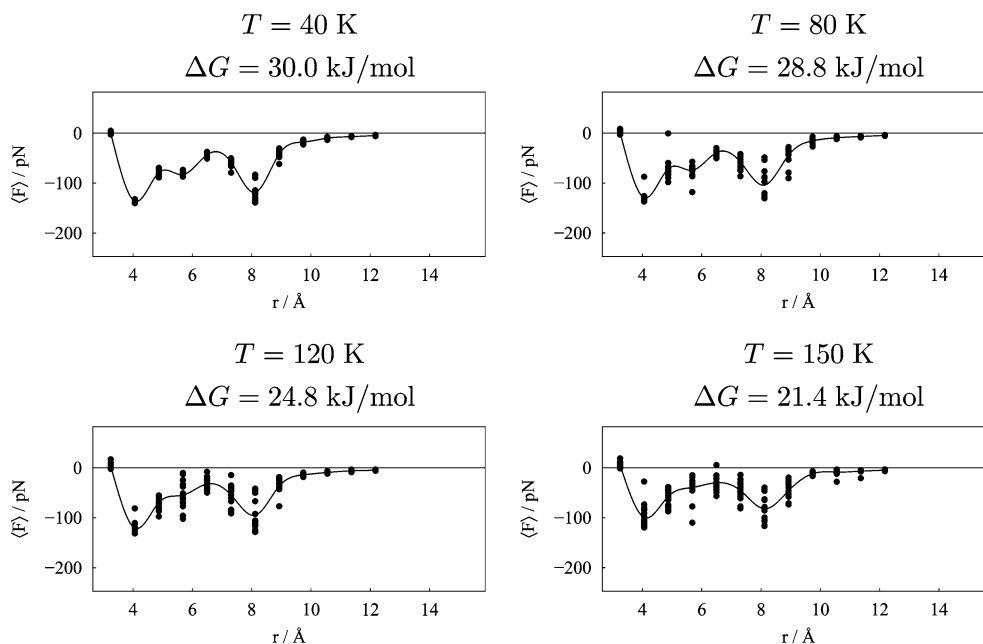 T = 40 K
ΔG = 30.0 kJ/mol
0
−100
−200
⟨F⟩ / pN
4 6 8 10 12 14
r / Å
T = 80 K
ΔG = 28.8 kJ/mol
0
−100
−200
⟨F⟩ / pN
4 6 8 10 12 14
r / Å
T = 120 K
ΔG = 24.8 kJ/mol
0
−100
−200
⟨F⟩ / pN
4 6 8 10 12 14
r / Å
T = 150 K
ΔG = 21.4 kJ/mol
0
−100
−200
⟨F⟩ / pN
4 6 8 10 12 14
r / Å